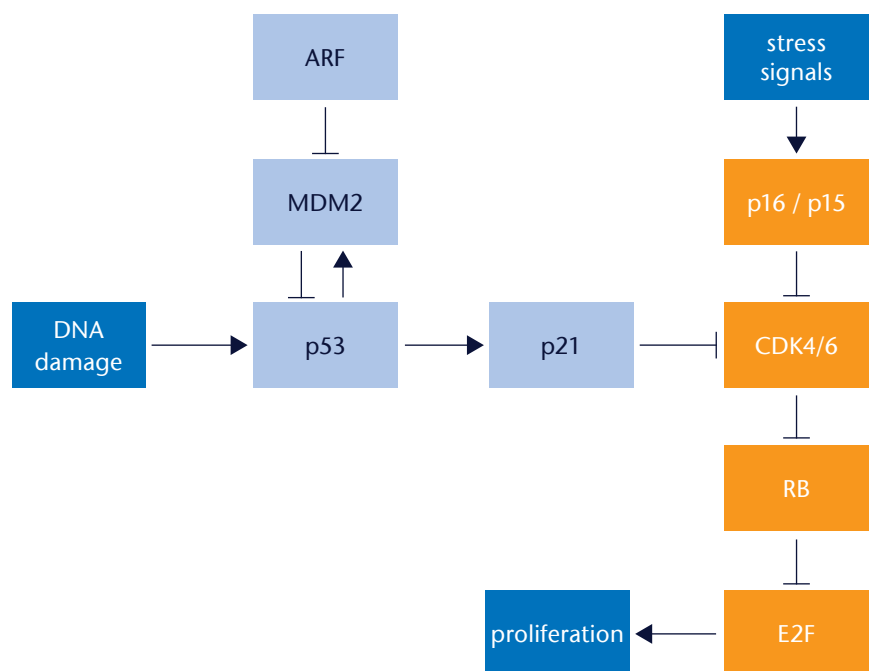 ARF
stress
signals
MDM2
p16 / p15
DNA
damage
p53
p21
CDK4/6
RB
proliferation
E2F